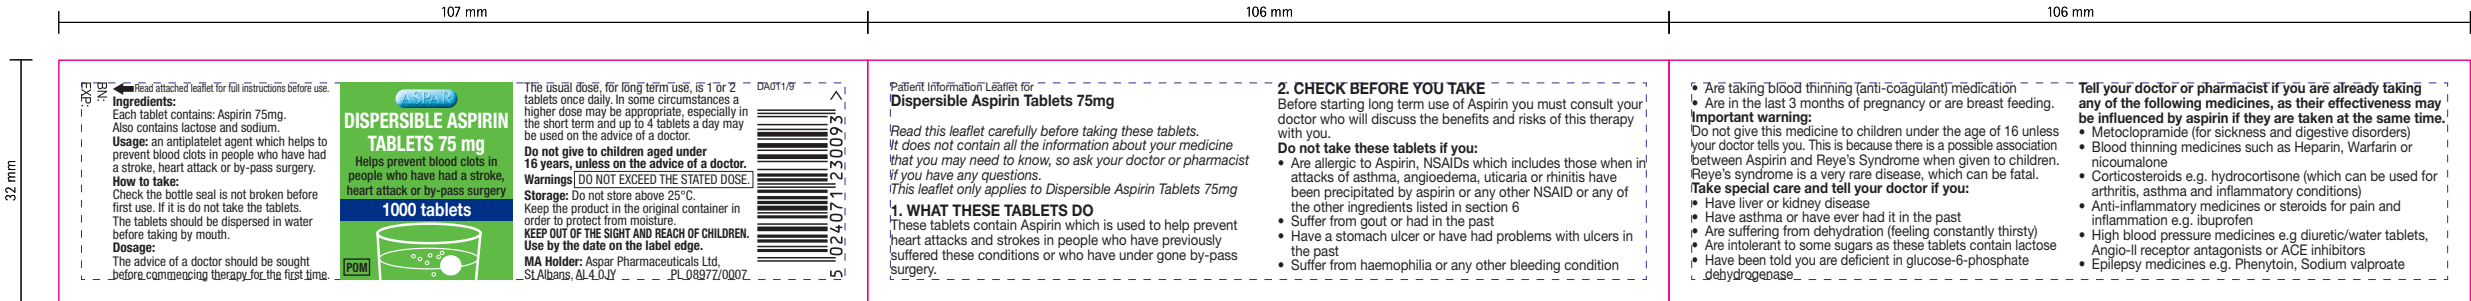 107 mm
106 mm
106 mm
32 mm
BN:
EXP:
Read attached leaflet for full instructions before use.
Ingredients:
Each tablet contains: Aspirin 75mg.
Also contains lactose and sodium.
Usage: an antiplatelet agent which helps to
prevent blood clots in people who have had
a stroke, heart attack or by-pass surgery.
How to take:
Check the bottle seal is not broken before
first use. If it is do not take the tablets.
The tablets should be dispersed in water
before taking by mouth.
Dosage:
The advice of a doctor should be sought
before commencing therapy for the first time.
ASPAR
DISPERSIBLE ASPIRIN
TABLETS 75 mg
Helps prevent blood clots in
people who have had a stroke,
heart attack or by-pass surgery
1000 tablets
POM
The usual dose, for long term use, is 1 or 2
tablets once daily. In some circumstances a
higher dose may be appropriate, especially in
the short term and up to 4 tablets a day may
be used on the advice of a doctor.
Do not give to children aged under
16 years, unless on the advice of a doctor.
Warnings DO NOT EXCEED THE STATED DOSE.
Storage: Do not store above 25°C.
Keep the product in the original container in
order to protect from moisture.
KEEP OUT OF THE SIGHT AND REACH OF CHILDREN.
Use by the date on the label edge.
MA Holder: Aspar Pharmaceuticals Ltd,
St Albans, AL4 0JY PL 08977/0007
DA011/9
5 024071 230093 >
Patient Information Leaflet for
Dispersible Aspirin Tablets 75mg
Read this leaflet carefully before taking these tablets.
It does not contain all the information about your medicine
that you may need to know, so ask your doctor or pharmacist
if you have any questions.
This leaflet only applies to Dispersible Aspirin Tablets 75mg
1. WHAT THESE TABLETS DO
These tablets contain Aspirin which is used to help prevent
heart attacks and strokes in people who have previously
suffered these conditions or who have under gone by-pass
surgery.
2. CHECK BEFORE YOU TAKE
Before starting long term use of Aspirin you must consult your
doctor who will discuss the benefits and risks of this therapy
with you.
Do not take these tablets if you:
• Are allergic to Aspirin, NSAIDs which includes those when in
attacks of asthma, angioedema, uticaria or rhinitis have
been precipitated by aspirin or any other NSAID or any of
the other ingredients listed in section 6
• Suffer from gout or had in the past
• Have a stomach ulcer or have had problems with ulcers in
the past
• Suffer from haemophilia or any other bleeding condition
• Are taking blood thinning (anti-coagulant) medication
• Are in the last 3 months of pregnancy or are breast feeding.
Important warning:
Do not give this medicine to children under the age of 16 unless
your doctor tells you. This is because there is a possible association
between Aspirin and Reye's Syndrome when given to children.
Reye's syndrome is a very rare disease, which can be fatal.
Take special care and tell your doctor if you:
• Have liver or kidney disease
• Have asthma or have ever had it in the past
• Are suffering from dehydration (feeling constantly thirsty)
• Are intolerant to some sugars as these tablets contain lactose
• Have been told you are deficient in glucose-6-phosphate
dehydrogenase
Tell your doctor or pharmacist if you are already taking
any of the following medicines, as their effectiveness may
be influenced by aspirin if they are taken at the same time.
• Metoclopramide (for sickness and digestive disorders)
• Blood thinning medicines such as Heparin, Warfarin or
nicoumalone
• Corticosteroids e.g. hydrocortisone (which can be used for
arthritis, asthma and inflammatory conditions)
• Anti-inflammatory medicines or steroids for pain and
inflammation e.g. ibuprofen
• High blood pressure medicines e.g diuretic/water tablets,
Angio-II receptor antagonists or ACE inhibitors
• Epilepsy medicines e.g. Phenytoin, Sodium valproate